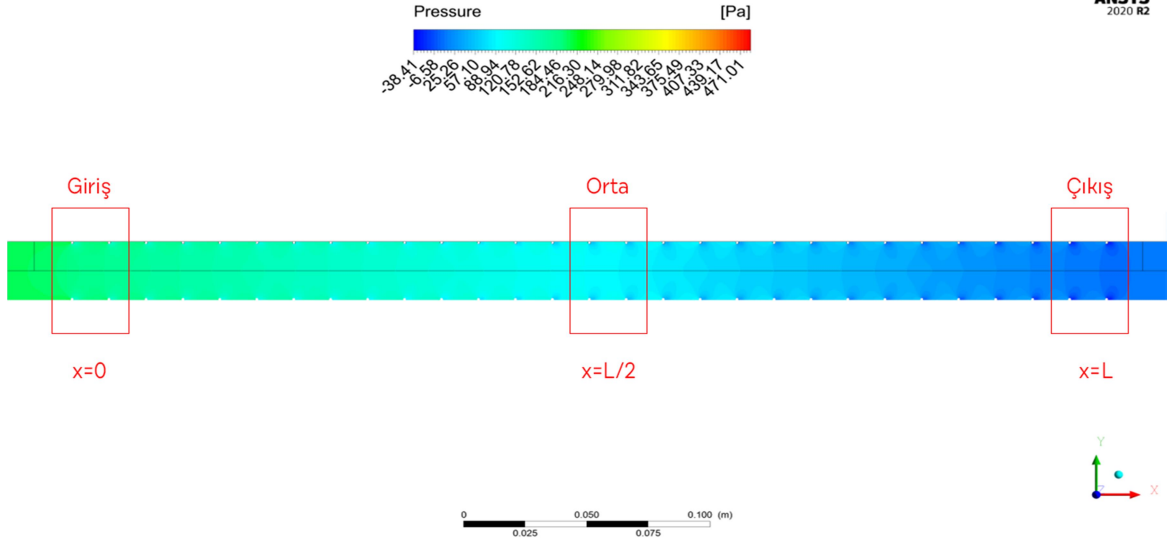 ANSYS
2020 R2
Pressure [Pa]
-38.41
-6.58
25.26
57.10
88.94
120.78
152.62
184.46
216.30
248.14
279.98
311.82
343.65
375.49
407.33
439.17
471.01
Giriş Orta Çıkış
x=0 x=L/2 x=L
Y
Z X
0 0.050 0.100 (m)
0.025 0.075